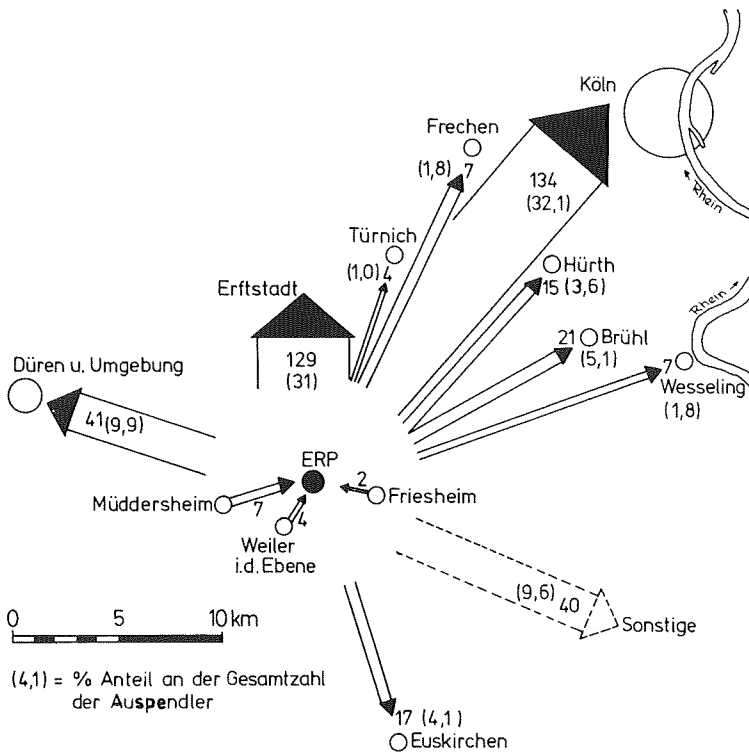 Köln
Frechen
(1,8) 7
134
(32,1)
Rhein
Türnich
(1,0) 4
Hürth
15 (3,6)
Erftstadt
129
(31)
Rhein
21 Brühl
(5,1)
7
Wesseling
(1,8)
Düren u. Umgebung
41 (9,9)
ERP
Müddersheim
7
2
Friesheim
4
Weiler
i.d. Ebene
(9,6) 40
Sonstige
0 5 10 km
(4,1) = % Anteil an der Gesamtzahl
der Auspendler
17 (4,1)
Euskirchen